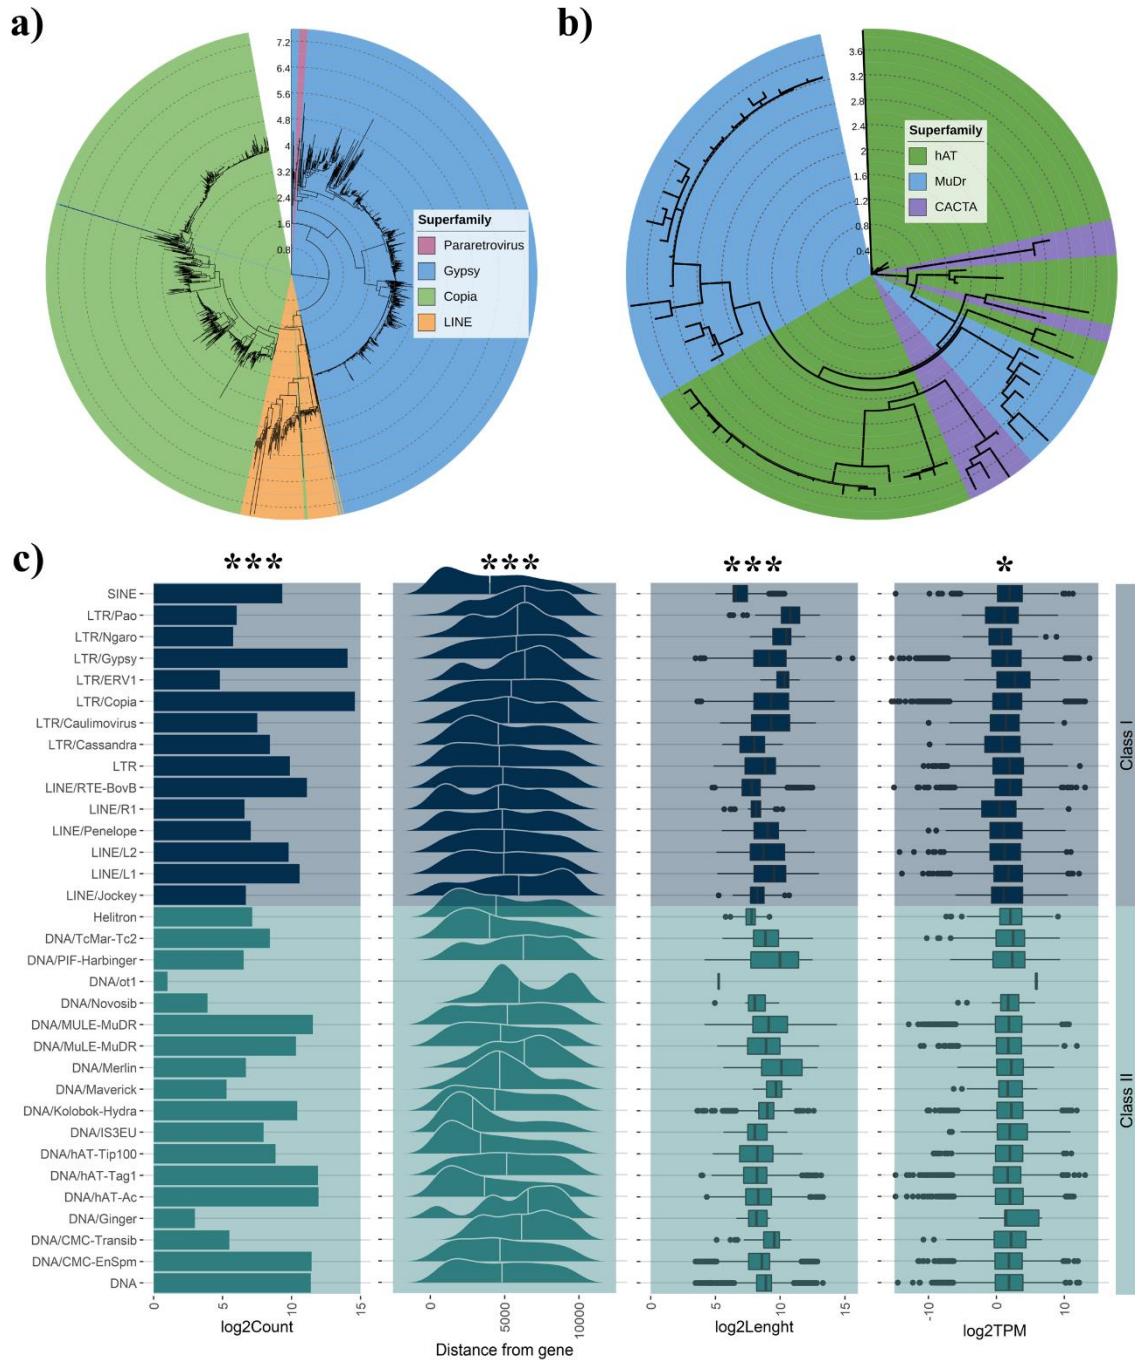 a)
b)
7.2
6.4
5.6
4.8
4
3.2
2.4
1.6
0.8
Superfamily
Pararetrovirus
Gypsy
Copia
LINE
3.6
3.2
2.8
2.4
2
1.6
1.2
0.8
0.4
Superfamily
hAT
MuDr
CACTA
c)
*** *** *** *
SINE
LTR/Pao
LTR/Ngaro
LTR/Gypsy
LTR/ERV1
LTR/Copia
LTR/Caulimovirus
LTR/Cassandra
LTR
LINE/RTE-BovB
LINE/R1
LINE/Penelope
LINE/L2
LINE/L1
LINE/Jockey
Helitron
DNA/TcMar-Tc2
DNA/PIF-Harbinger
DNA/ot1
DNA/Novosib
DNA/MULE-MuDR
DNA/MuLE-MuDR
DNA/Merlin
DNA/Maverick
DNA/Kolobok-Hydra
DNA/IS3EU
DNA/hAT-Tip100
DNA/hAT-Tag1
DNA/hAT-Ac
DNA/Ginger
DNA/CMC-Transib
DNA/CMC-EnSpm
DNA
Class I
Class II
0 5 10 15
log2Count
0 50000 100000
Distance from gene
0 5 10 15
log2Lenght
-10 0 10
log2TPM